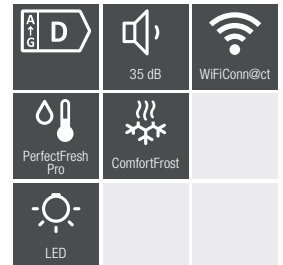 A
G
D
35 dB
WiFiConn@ct
PerfectFresh
Pro
ComfortFrost
LED